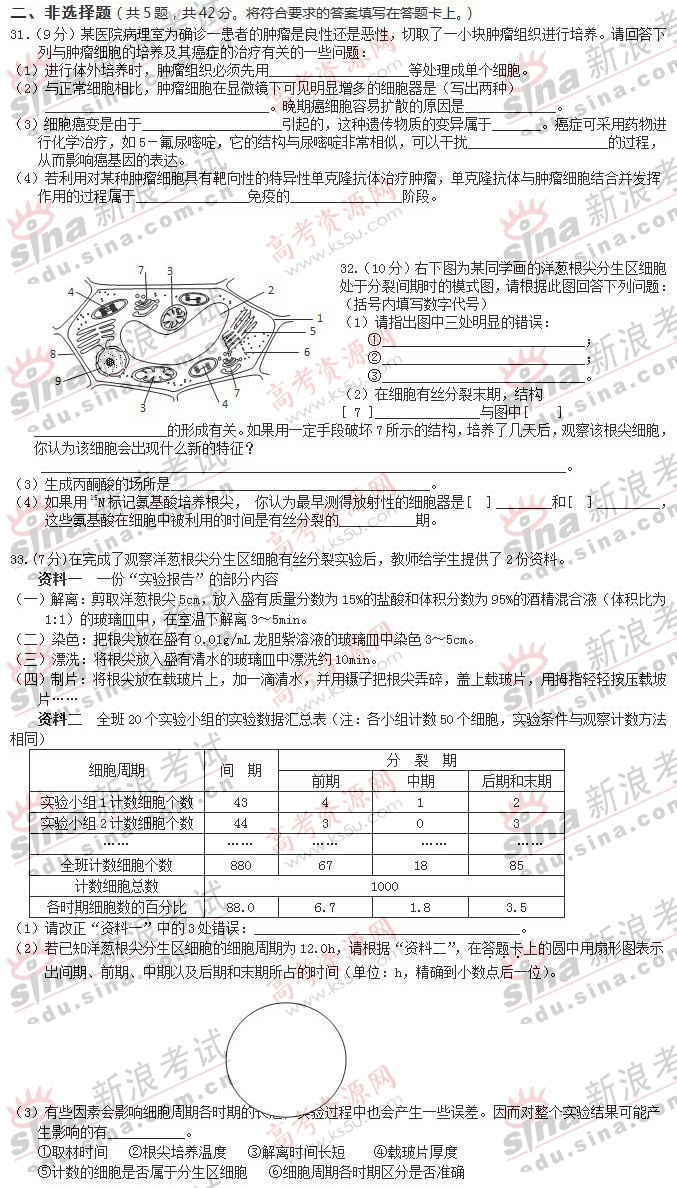 二、非选择题（共5题，共42分。将符合要求的答案填写在答题卡上。）
31.（9分）某医院病理室为确诊一患者的肿瘤是良性还是恶性，切取了一小块肿瘤组织进行培养。请回答下
列与肿瘤细胞的培养及其癌症的治疗有关的一些问题：
（1）进行体外培养时，肿瘤组织必须先用____________________等处理成单个细胞。
（2）与正常细胞相比，肿瘤细胞在显微镜下可见明显增多的细胞器是（写出两种）
____________________________。晚期癌细胞容易扩散的原因是____________。
（3）细胞癌变是由于____________________引起的，这种遗传物质的变异属于______。癌症可采用药物进
行化学治疗，如5－氟尿嘧啶，它的结构与尿嘧啶非常相似，可以干扰____________________的过程，
从而影响癌基因的表达。
（4）若利用对某种肿瘤细胞具有靶向性的特异性单克隆抗体治疗肿瘤，单克隆抗体与肿瘤细胞结合并发挥
作用的过程属于________________免疫的________________阶段。
7
3
4
2
1
5
6
8
9
3
4
7
32.（10分）右下图为某同学画的洋葱根尖分生区细胞
处于分裂间期时的模式图，请根据此图回答下列问题：
（括号内填写数字代号）
（1）请指出图中三处明显的错误：
①____________________________；
②____________________________；
③____________________________。
（2）在细胞有丝分裂末期，结构
[ 7 ]______________与图中[　]
__________________的形成有关。如果用一定手段破坏7所示的结构，培养了几天后，观察该根尖细胞，
你认为该细胞会出现什么新的特征？
____________________________________________________________________。
（3）生成丙酮酸的场所是____________________________________。
（4）如果用¹⁵N标记氨基酸培养根尖， 你认为最早测得放射性的细胞器是[　]________和[　]________，
这些氨基酸在细胞中被利用的时间是有丝分裂的__________期。
33.(7分)在完成了观察洋葱根尖分生区细胞有丝分裂实验后，教师给学生提供了2份资料。
资料一　一份“实验报告”的部分内容
（一）解离：剪取洋葱根尖5cm，放入盛有质量分数为15%的盐酸和体积分数为95%的酒精混合液（体积比为
1:1）的玻璃皿中，在室温下解离3～5min。
（二）染色：把根尖放在盛有0.01g/mL龙胆紫溶液的玻璃皿中染色3～5cm。
（三）漂洗：将根尖放入盛有清水的玻璃皿中漂洗约10min。
（四）制片：将根尖放在载玻片上，加一滴清水，并用镊子把根尖弄碎，盖上载玻片，用拇指轻轻按压载玻
片……
资料二　全班20个实验小组的实验数据汇总表（注：各小组计数50个细胞，实验条件与观察计数方法
相同）
细胞周期 间　期 分　裂　期
前期 中期 后期和末期
实验小组1计数细胞个数 43 4 1 2
实验小组2计数细胞个数 44 3 0 3
…… …… …… …… ……
全班计数细胞个数 880 67 18 85
计数细胞总数 1000
各时期细胞数的百分比 88.0 6.7 1.8 3.5
（1）请改正“资料一”中的3处错误：________________________________________。
（2）若已知洋葱根尖分生区细胞的细胞周期为12.0h，请根据“资料二”，在答题卡上的圆中用扇形图表示
出间期、前期、中期以及后期和末期所占的时间（单位：h，精确到小数点后一位）。
（3）有些因素会影响细胞周期各时期的 验过程中也会产生一些误差。因而对整个实验结果可能产
生影响的有__________。
①取材时间　②根尖培养温度　③解离时间长短　④载玻片厚度
⑤计数的细胞是否属于分生区细胞　⑥细胞周期各时期区分是否准确
sina 新浪考试
edu.sina.com.cn
高考资源网
www.ks5u.com